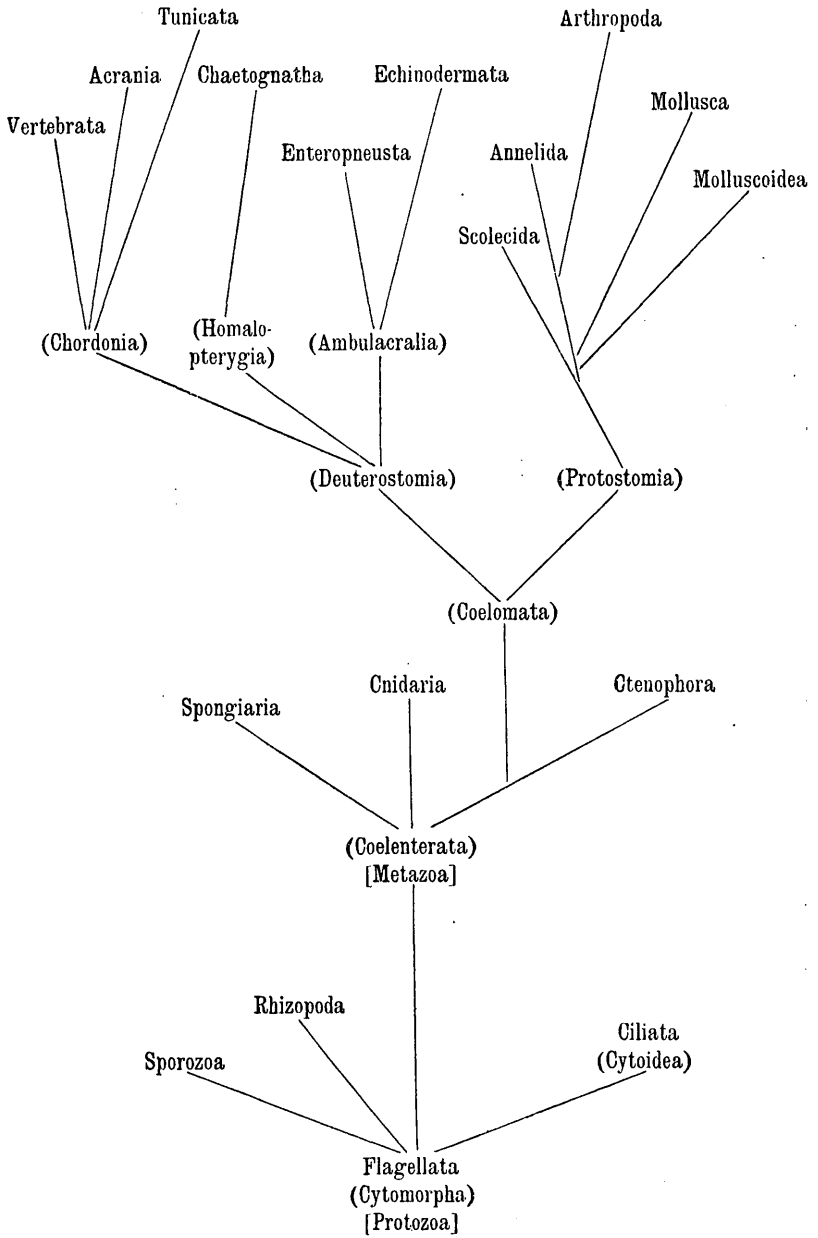 Tunicata
Arthropoda
Acrania
Chaetognatha
Echinodermata
Mollusca
Vertebrata
Enteropneusta
Annelida
Molluscoidea
Scolecida
(Chordonia)
(Homalo-
pterygia)
(Ambulacralia)
(Deuterostomia)
(Protostomia)
(Coelomata)
Cnidaria
Ctenophora
Spongiaria
(Coelenterata)
[Metazoa]
Rhizopoda
Ciliata
(Cytoidea)
Sporozoa
Flagellata
(Cytomorpha)
[Protozoa]